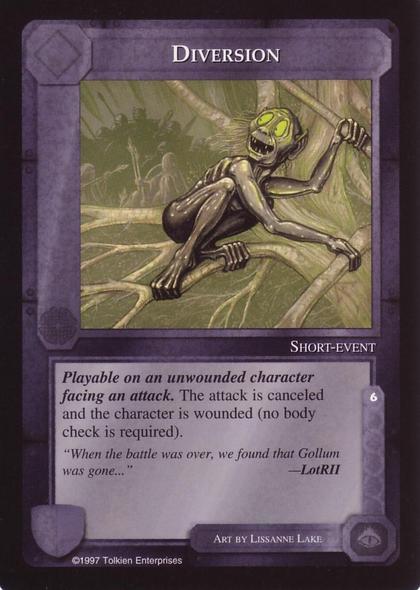 DIVERSION
SHORT-EVENT
Playable on an unwounded character
facing an attack. The attack is canceled
and the character is wounded (no body
check is required).
6
“When the battle was over, we found that Gollum
was gone...” —LotRII
ART BY LISSANNE LAKE
©1997 Tolkien Enterprises